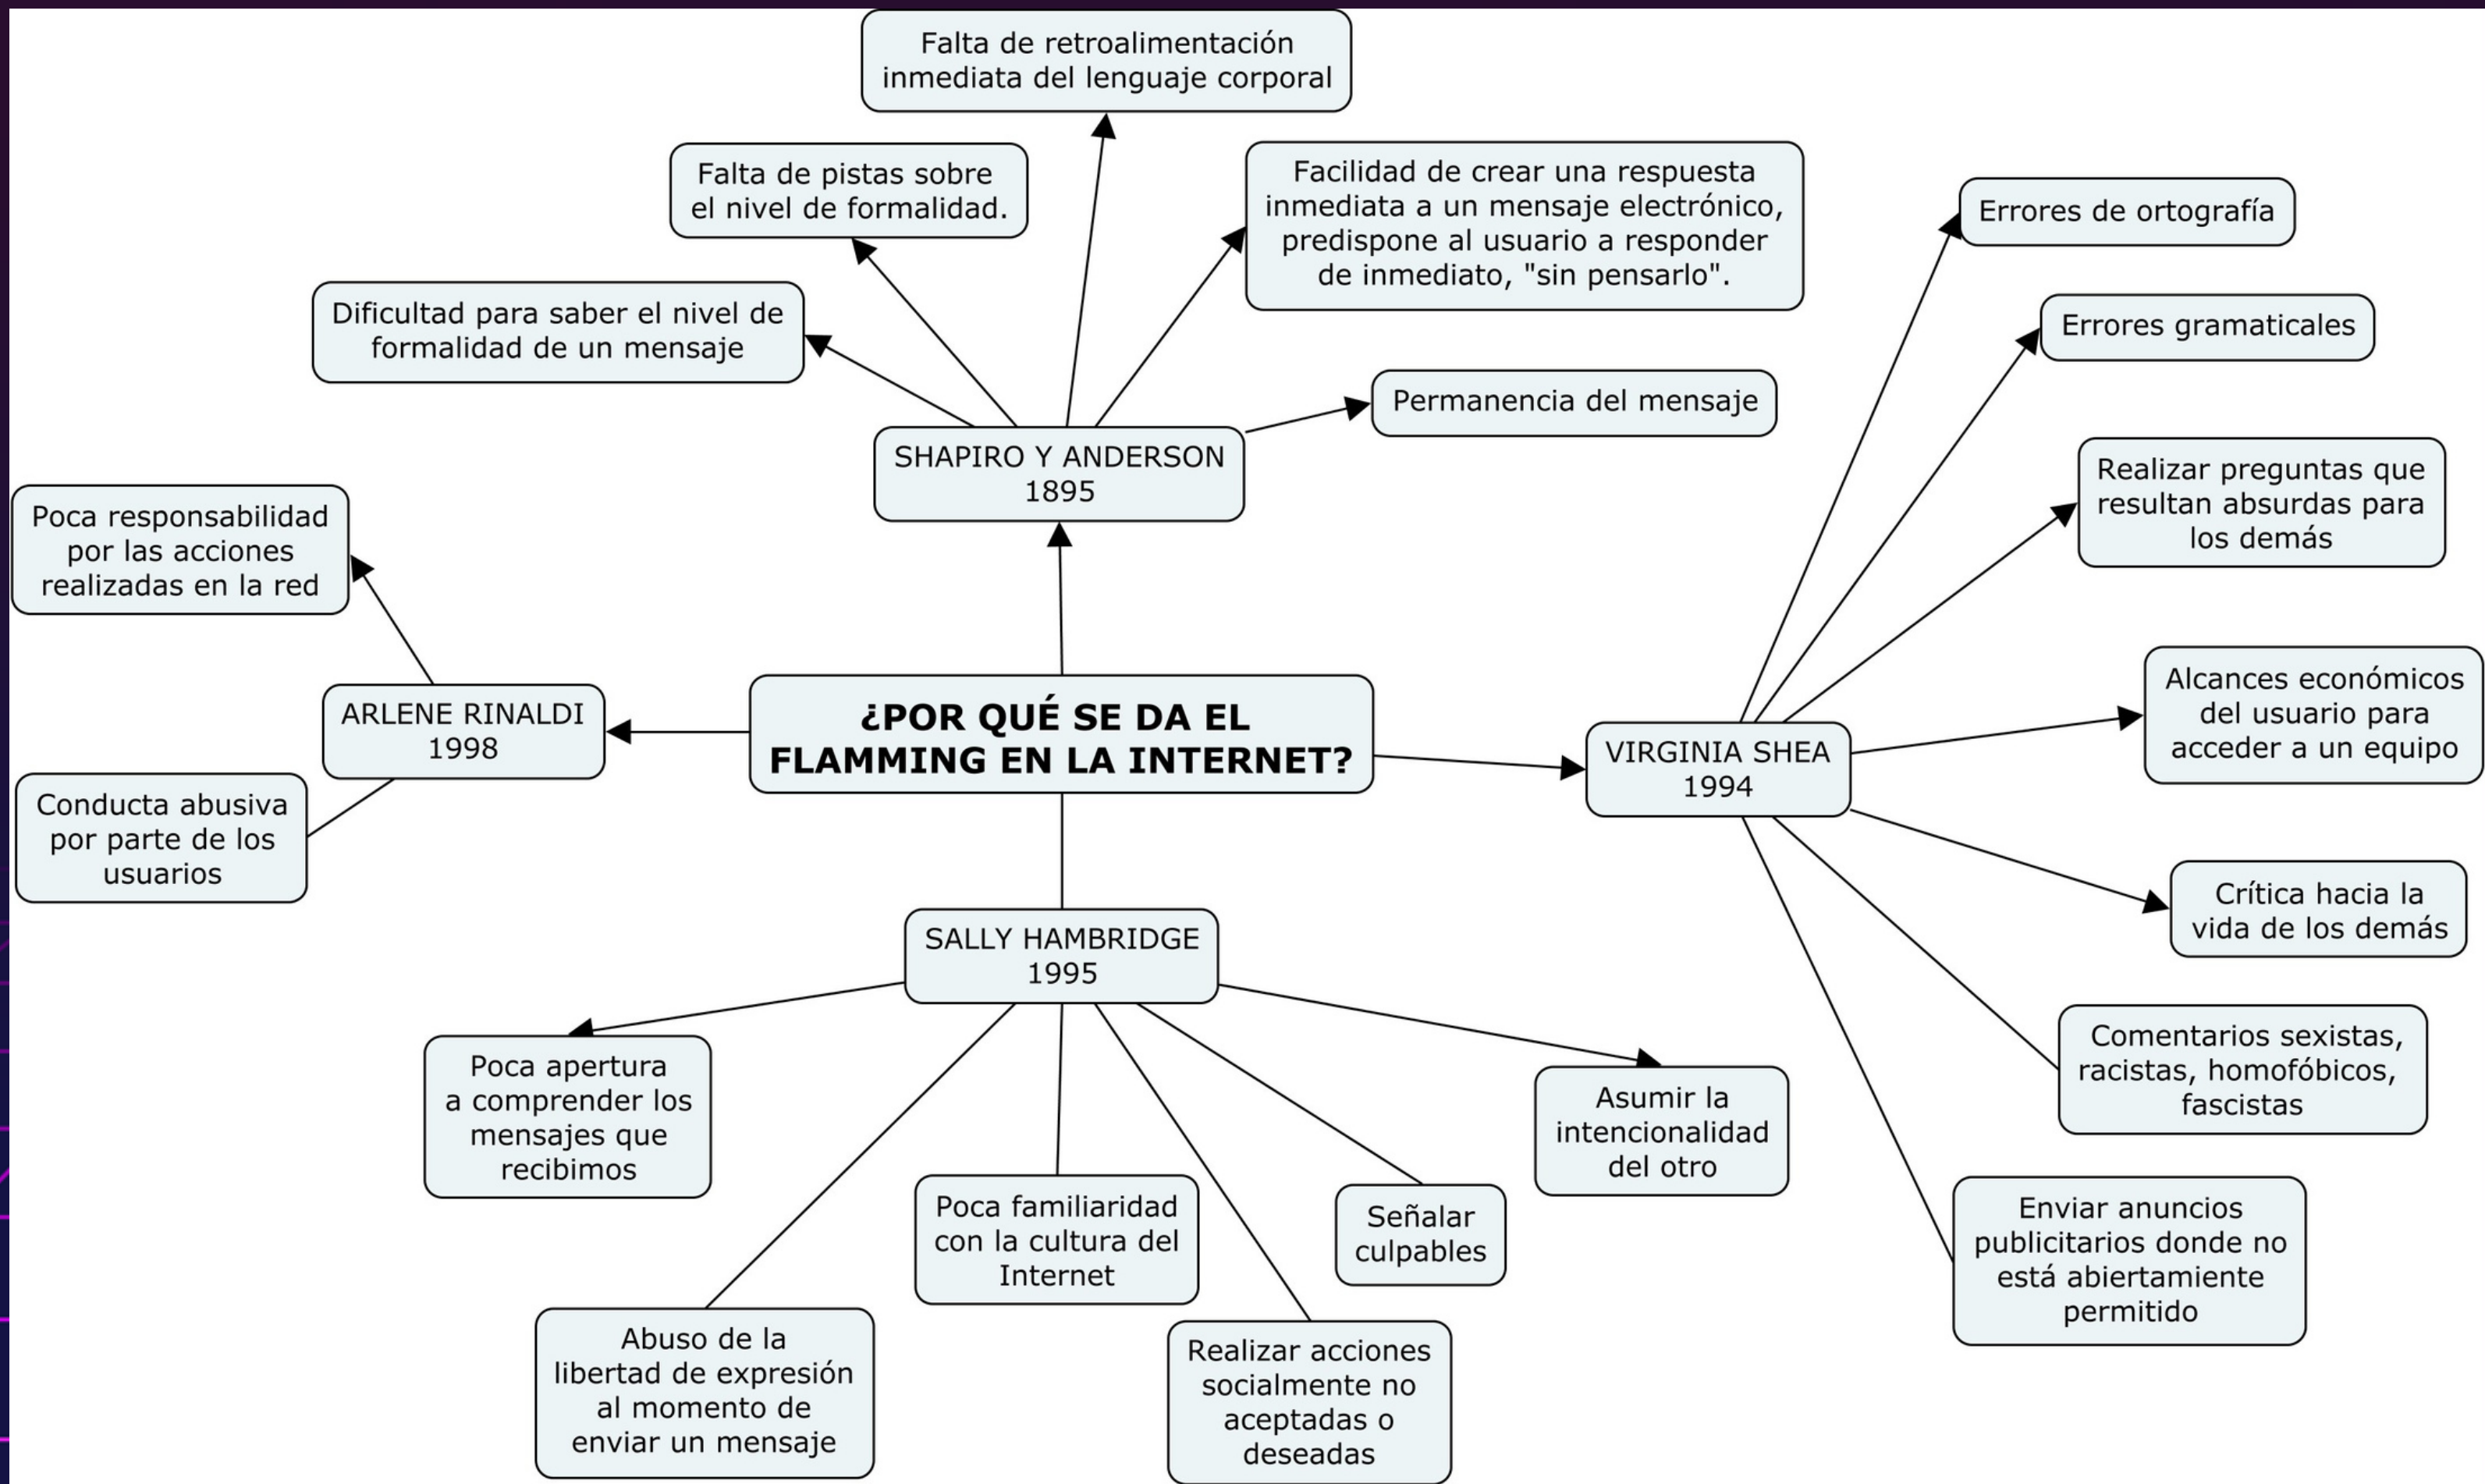 Falta de retroalimentación
inmediata del lenguaje corporal
Falta de pistas sobre
el nivel de formalidad.
Facilidad de crear una respuesta
inmediata a un mensaje electrónico,
predispone al usuario a responder
de inmediato, "sin pensarlo".
Dificultad para saber el nivel de
formalidad de un mensaje
Permanencia del mensaje
SHAPIRO Y ANDERSON
1895
Errores de ortografía
Errores gramaticales
Realizar preguntas que
resultan absurdas para
los demás
Poca responsabilidad
por las acciones
realizadas en la red
ARLENE RINALDI
1998
Conducta abusiva
por parte de los
usuarios
¿POR QUÉ SE DA EL
FLAMMING EN LA INTERNET?
VIRGINIA SHEA
1994
Alcances económicos
del usuario para
acceder a un equipo
Crítica hacia la
vida de los demás
Comentarios sexistas,
racistas, homofóbicos,
fascistas
Enviar anuncios
publicitarios donde no
está abiertamiente
permitido
SALLY HAMBRIDGE
1995
Poca apertura
a comprender los
mensajes que
recibimos
Abuso de la
libertad de expresión
al momento de
enviar un mensaje
Poca familiaridad
con la cultura del
Internet
Realizar acciones
socialmente no
aceptadas o
deseadas
Señalar
culpables
Asumir la
intencionalidad
del otro